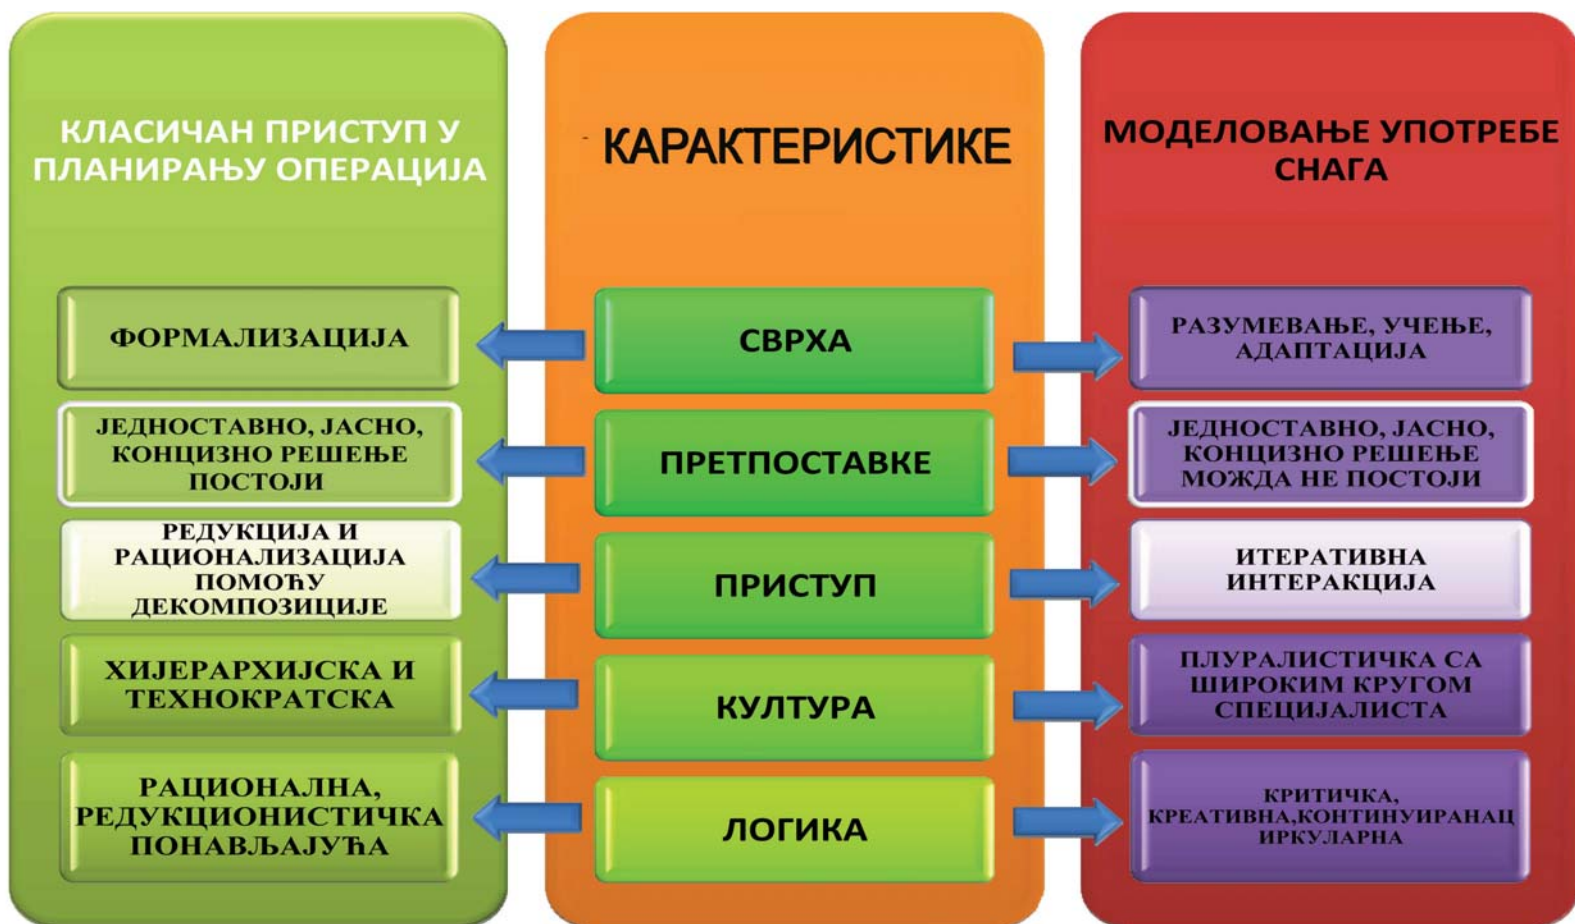 КЛАСИЧАН ПРИСТУП У
ПЛАНИРАЊУ ОПЕРАЦИЈА
ФОРМАЛИЗАЦИЈА
ЈЕДНОСТАВНО, ЈАСНО,
КОНЦИЗНО РЕШЕЊЕ
ПОСТОЈИ
РЕДУКЦИЈА И
РАЦИОНАЛИЗАЦИЈА
ПОМОЋУ
ДЕКОМПОЗИЦИЈЕ
ХИЈЕРАРХИЈСКА И
ТЕХНОКРАТСКА
РАЦИОНАЛНА,
РЕДУКЦИОНИСТИЧКА
ПОНАВЉАЈУЋА
- КАРАКТЕРИСТИКЕ
СВРХА
ПРЕТПОСТАВКЕ
ПРИСТУП
КУЛТУРА
ЛОГИКА
МОДЕЛОВАЊЕ УПОТРЕБЕ
СНАГА
РАЗУМЕВАЊЕ, УЧЕЊЕ,
АДАПТАЦИЈА
ЈЕДНОСТАВНО, ЈАСНО,
КОНЦИЗНО РЕШЕЊЕ
МОЖДА НЕ ПОСТОЈИ
ИТЕРАТИВНА
ИНТЕРАКЦИЈА
ПЛУРАЛИСТИЧКА СА
ШИРОКИМ КРУГОМ
СПЕЦИЈАЛИСТА
КРИТИЧКА,
КРЕАТИВНА,КОНТИНУИРАНАЦ
ИРКУЛАРНА